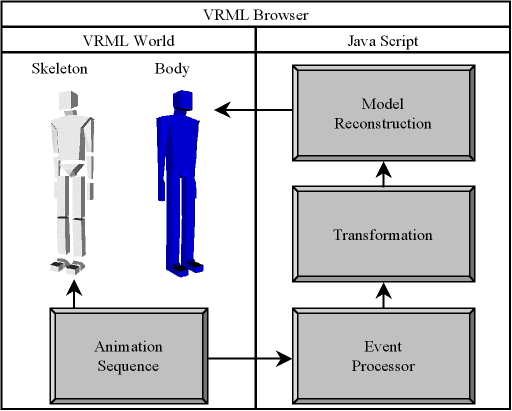 VRML Browser
VRML World
Java Script
Skeleton
Body
Model
Reconstruction
Transformation
Animation
Sequence
Event
Processor